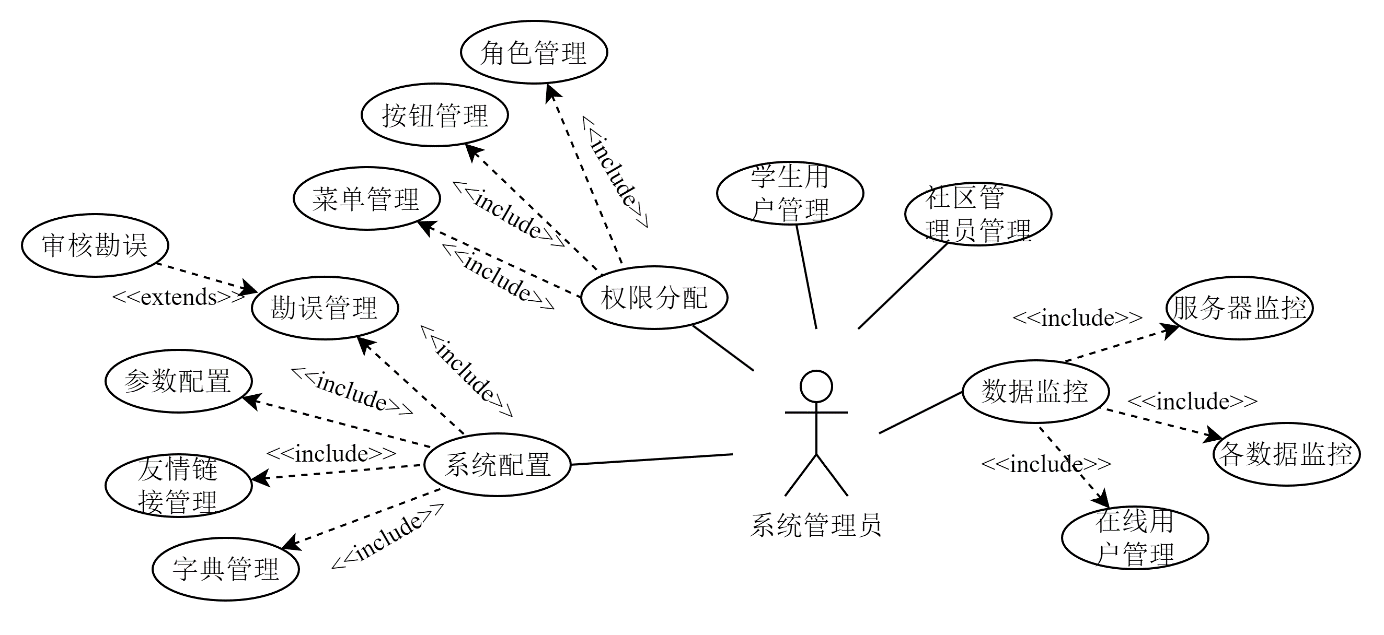 角色管理
按钮管理
<<include>>
菜单管理
<<include>>
<<include>>
学生用
户管理
社区管
理员管理
审核勘误
<<extends>>
勘误管理
权限分配
服务器监控
<<include>>
参数配置
<<include>>
<<include>>
数据监控
<<include>>
友情链
接管理
<<include>>
系统配置
各数据监控
<<include>>
字典管理
<<include>>
系统管理员
在线用
户管理